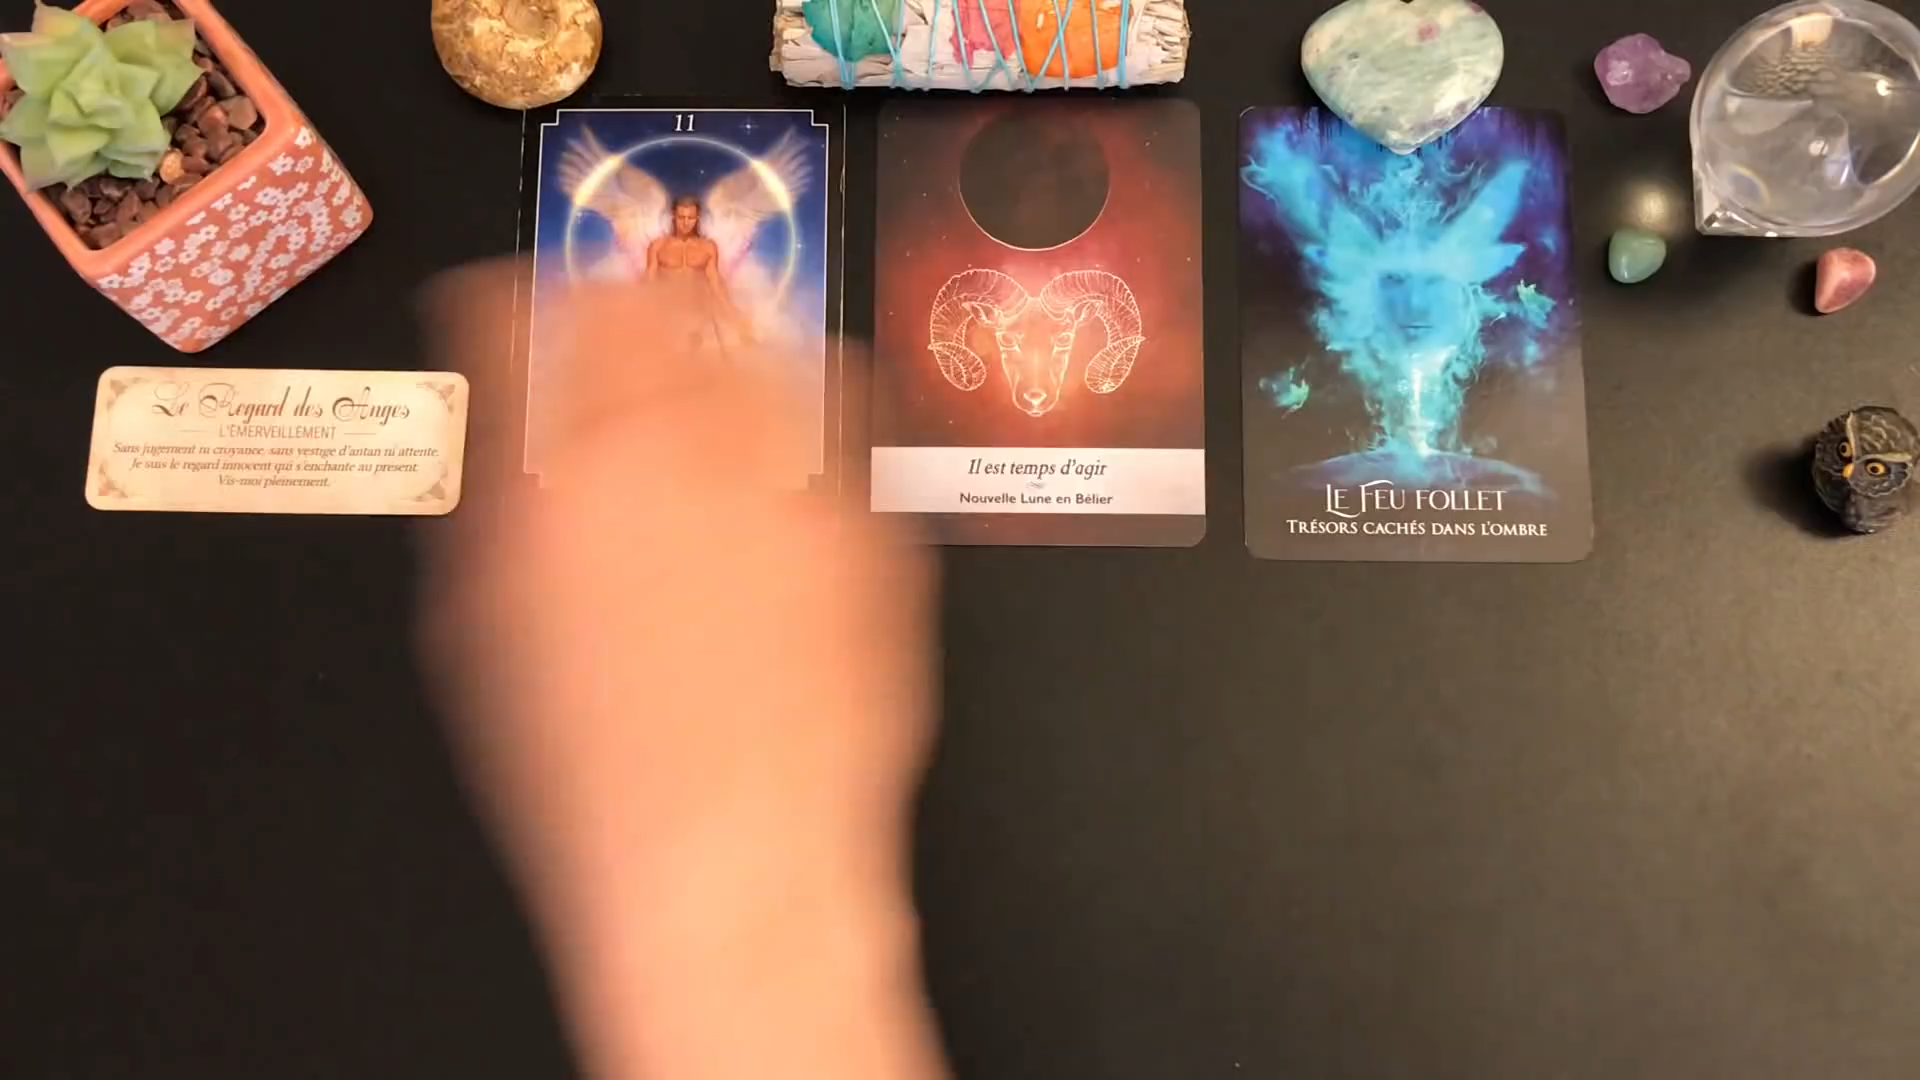 Le Regard des Anges
L'ÉMERVEILLEMENT
Sans jugement ni croyance, sans vestige d'antan ni attente.
Je suis le regard innocent qui s'enchante au présent.
Vis-moi pleinement.
11
Il est temps d'agir
Nouvelle Lune en Bélier
LE FEU FOLLET
TRÉSORS CACHÉS DANS L'OMBRE